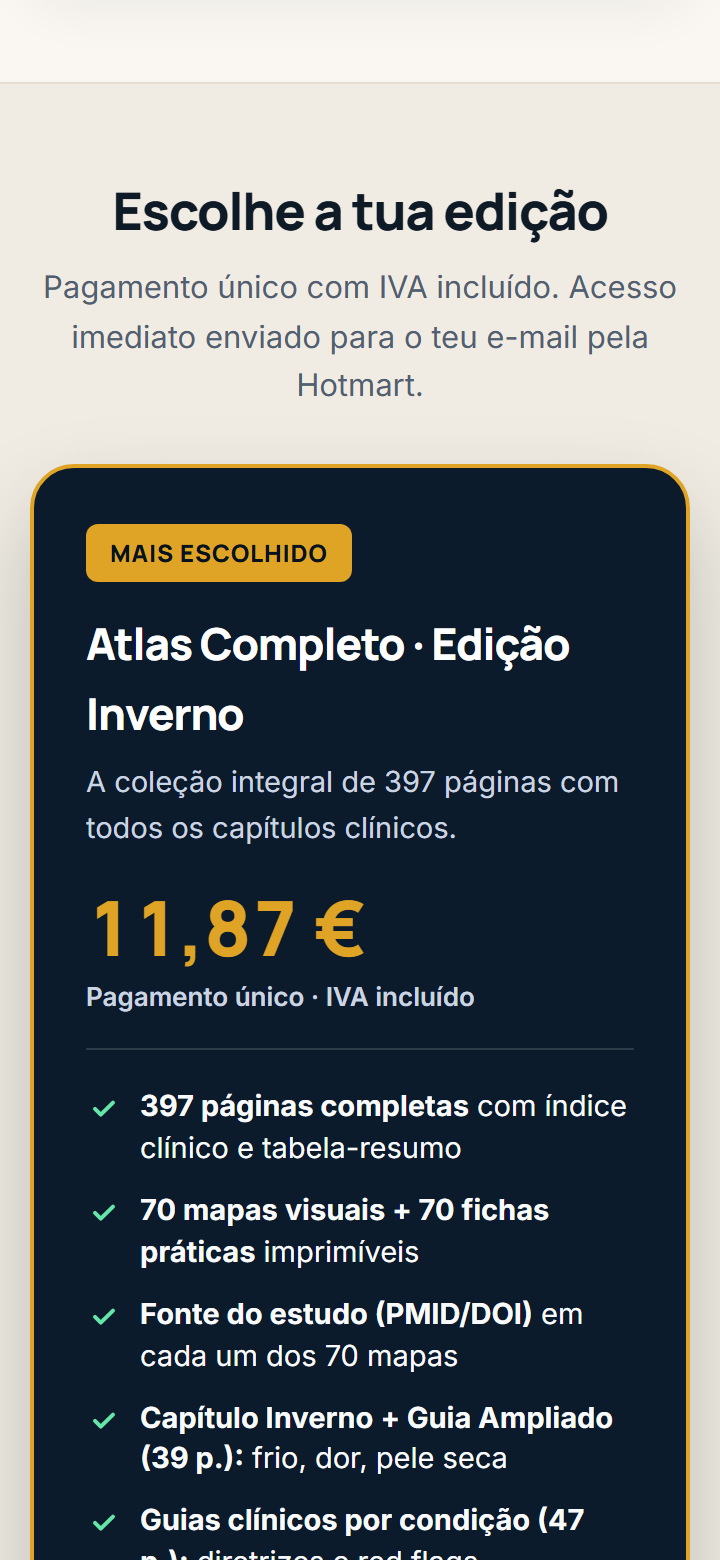 Escolhe a tua edição
Pagamento único com IVA incluído. Acesso
imediato enviado para o teu e-mail pela
Hotmart.
MAIS ESCOLHIDO
Atlas Completo · Edição
Inverno
A coleção integral de 397 páginas com
todos os capítulos clínicos.
11,87 €
Pagamento único · IVA incluído
397 páginas completas com índice
clínico e tabela-resumo
70 mapas visuais + 70 fichas
práticas imprimíveis
Fonte do estudo (PMID/DOI) em
cada um dos 70 mapas
Capítulo Inverno + Guia Ampliado
(39 p.): frio, dor, pele seca
Guias clínicos por condição (47
p.): diretrizes e red flags